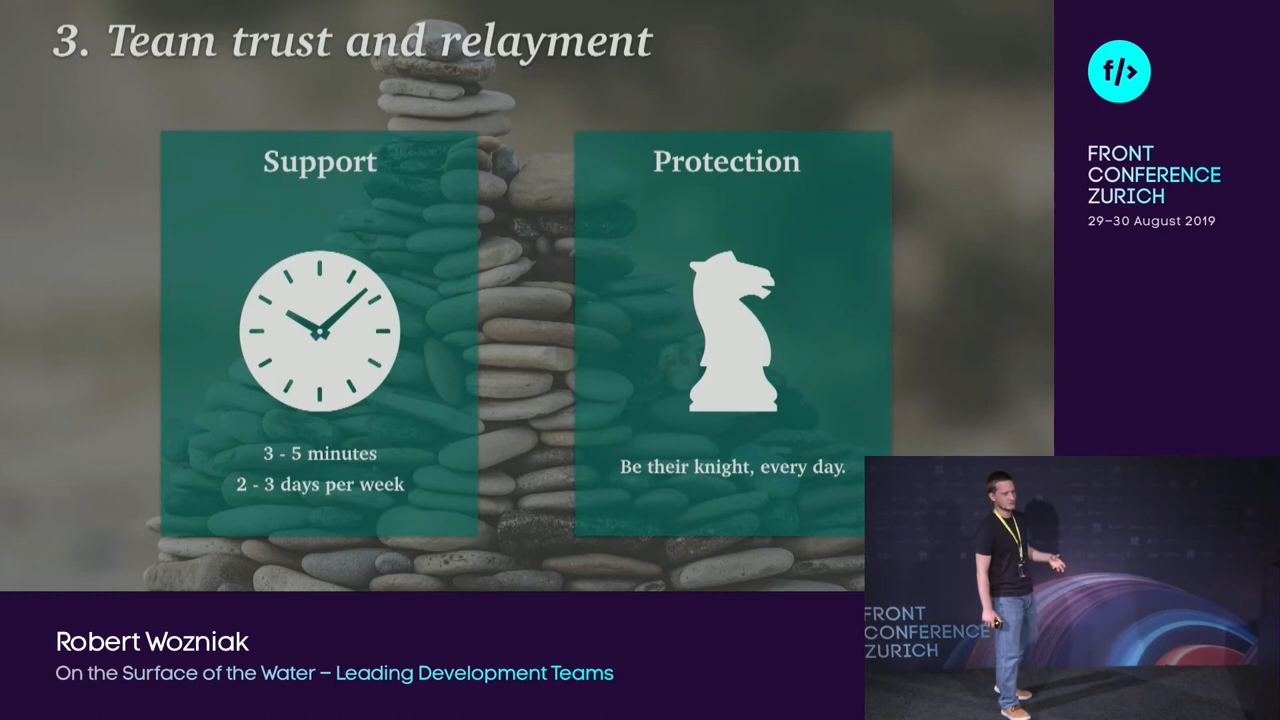 3. Team trust and relayment
Support
3 - 5 minutes
2 - 3 days per week
Protection
Be their knight, every day.
f/>
FRONT
CONFERENCE
ZURICH
29–30 August 2019
FRONT
CONFERENCE
ZURICH
Robert Wozniak
On the Surface of the Water – Leading Development Teams